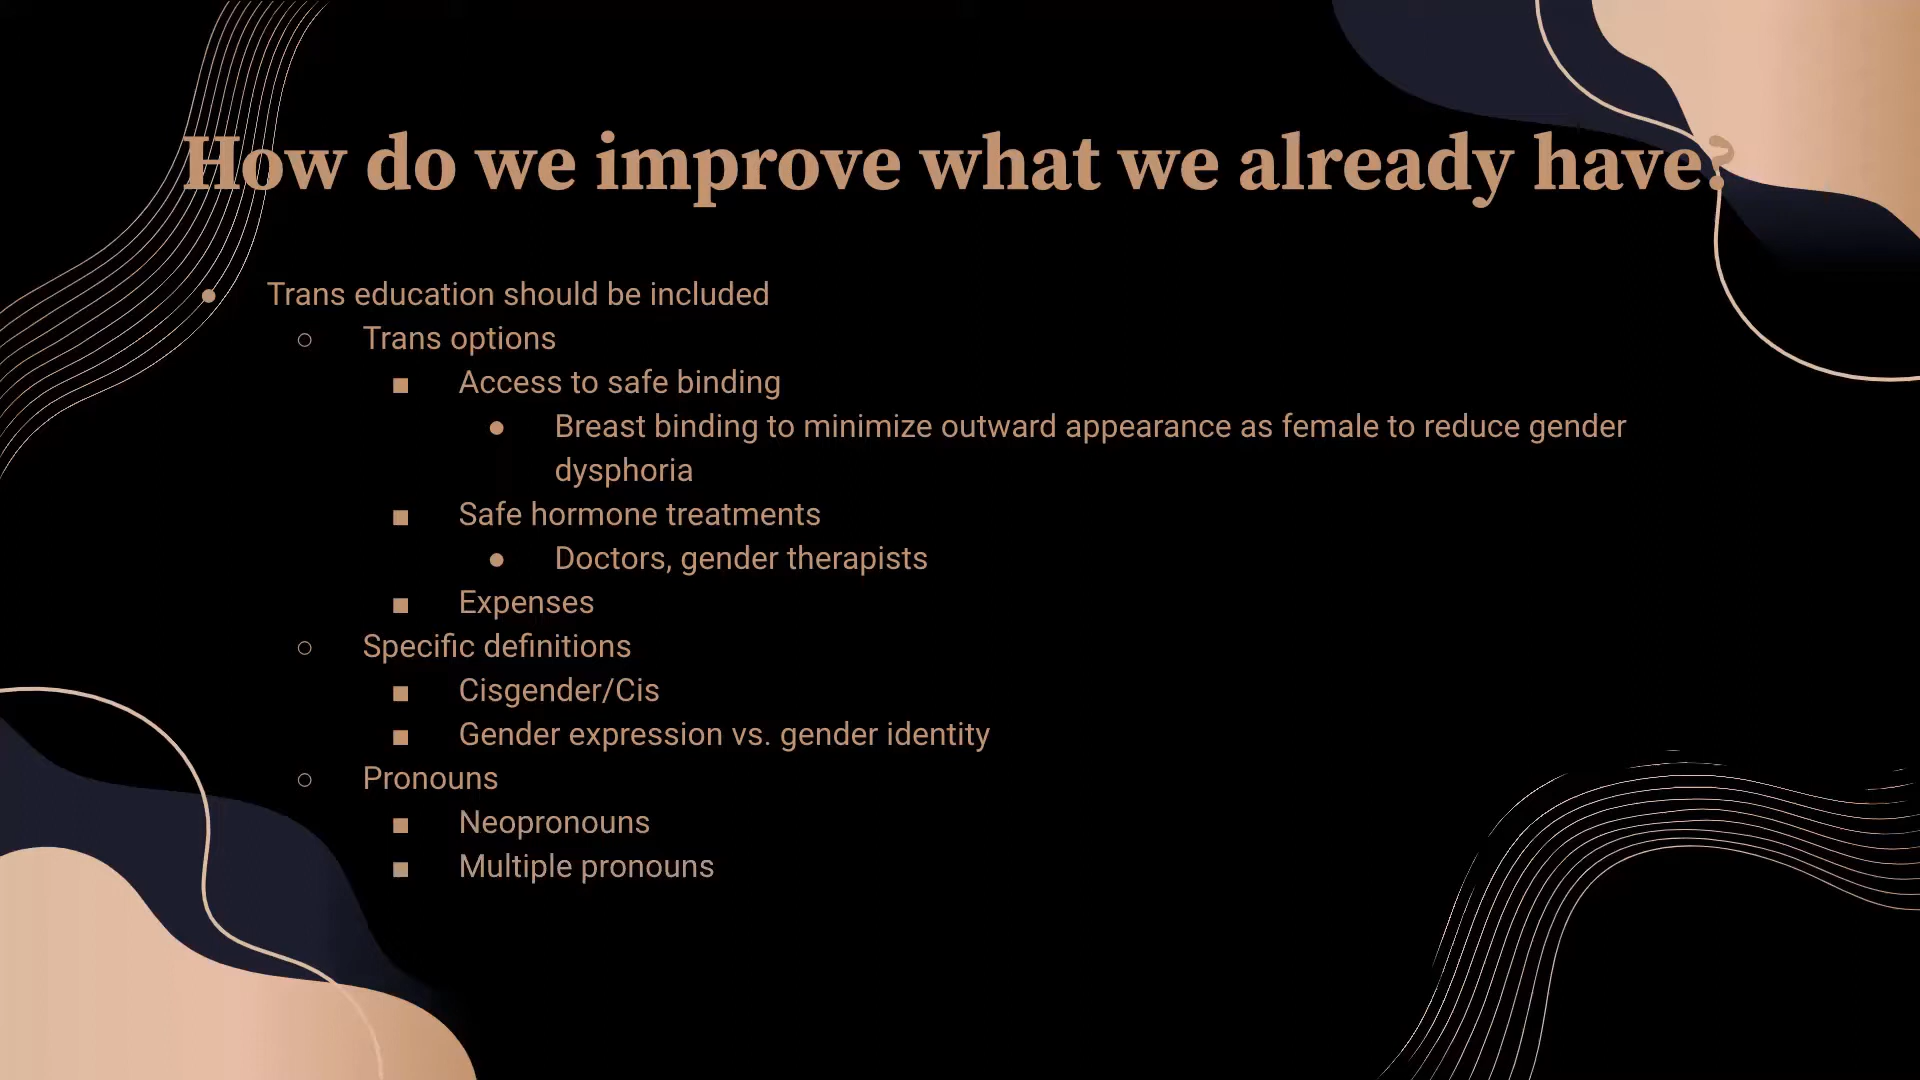 How do we improve what we already have?
● Trans education should be included
○ Trans options
■ Access to safe binding
● Breast binding to minimize outward appearance as female to reduce gender
dysphoria
■ Safe hormone treatments
● Doctors, gender therapists
■ Expenses
○ Specific definitions
■ Cisgender/Cis
■ Gender expression vs. gender identity
○ Pronouns
■ Neopronouns
■ Multiple pronouns